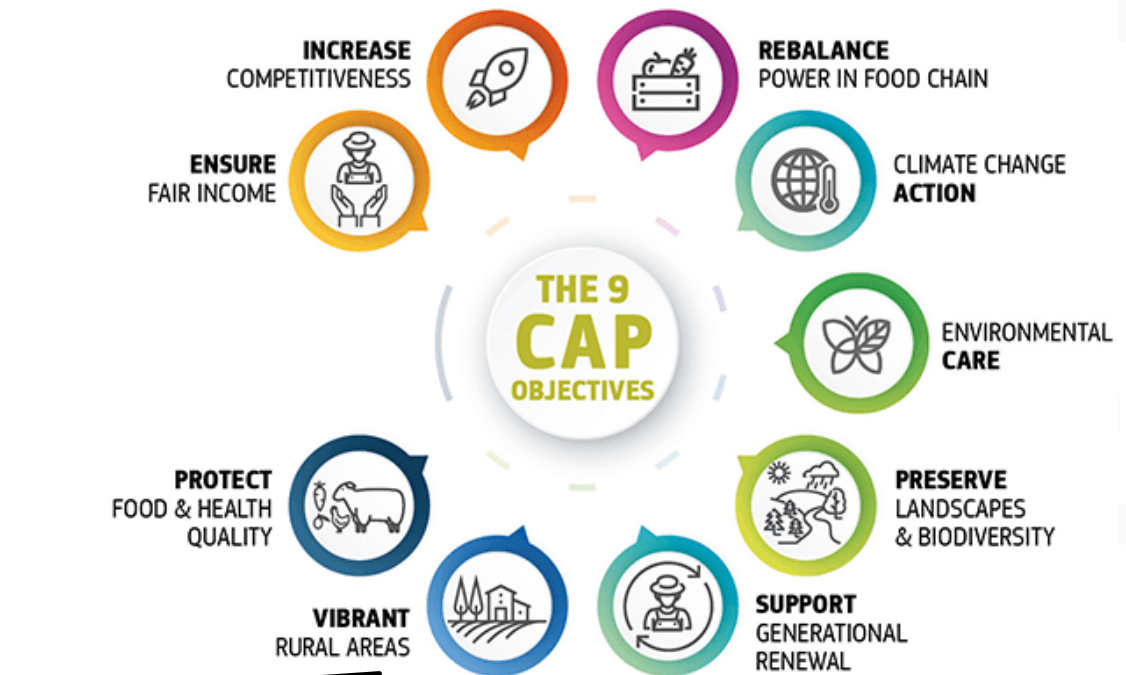 THE 9
CAP
OBJECTIVES
ENSURE
FAIR INCOME
INCREASE
COMPETITIVENESS
REBALANCE
POWER IN FOOD CHAIN
CLIMATE CHANGE
ACTION
ENVIRONMENTAL
CARE
PRESERVE
LANDSCAPES
& BIODIVERSITY
SUPPORT
GENERATIONAL
RENEWAL
VIBRANT
RURAL AREAS
PROTECT
FOOD & HEALTH
QUALITY